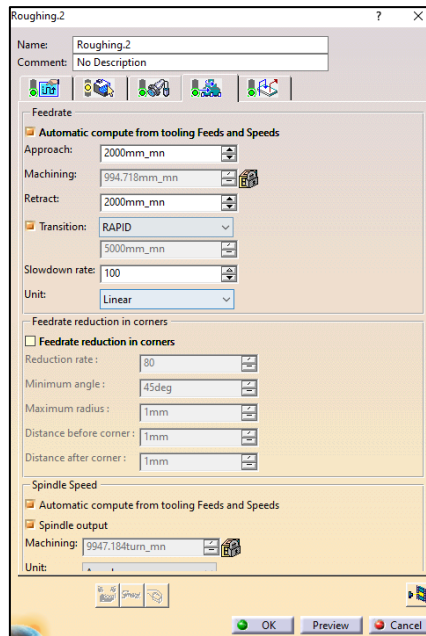 Roughing.2 ? ×
Name: Roughing.2
Comment: No Description
Feedrate
Automatic compute from tooling Feeds and Speeds
Approach: 2000mm_mn
Machining: 994.718mm_mn
Retract: 2000mm_mn
Transition: RAPID
5000mm_mn
Slowdown rate: 100
Unit: Linear
Feedrate reduction in corners
Feedrate reduction in corners
Reduction rate : 80
Minimum angle : 45deg
Maximum radius : 1mm
Distance before corner : 1mm
Distance after corner : 1mm
Spindle Speed
Automatic compute from tooling Feeds and Speeds
Spindle output
Machining: 9947.184turn_mn
Unit:
OK Preview Cancel